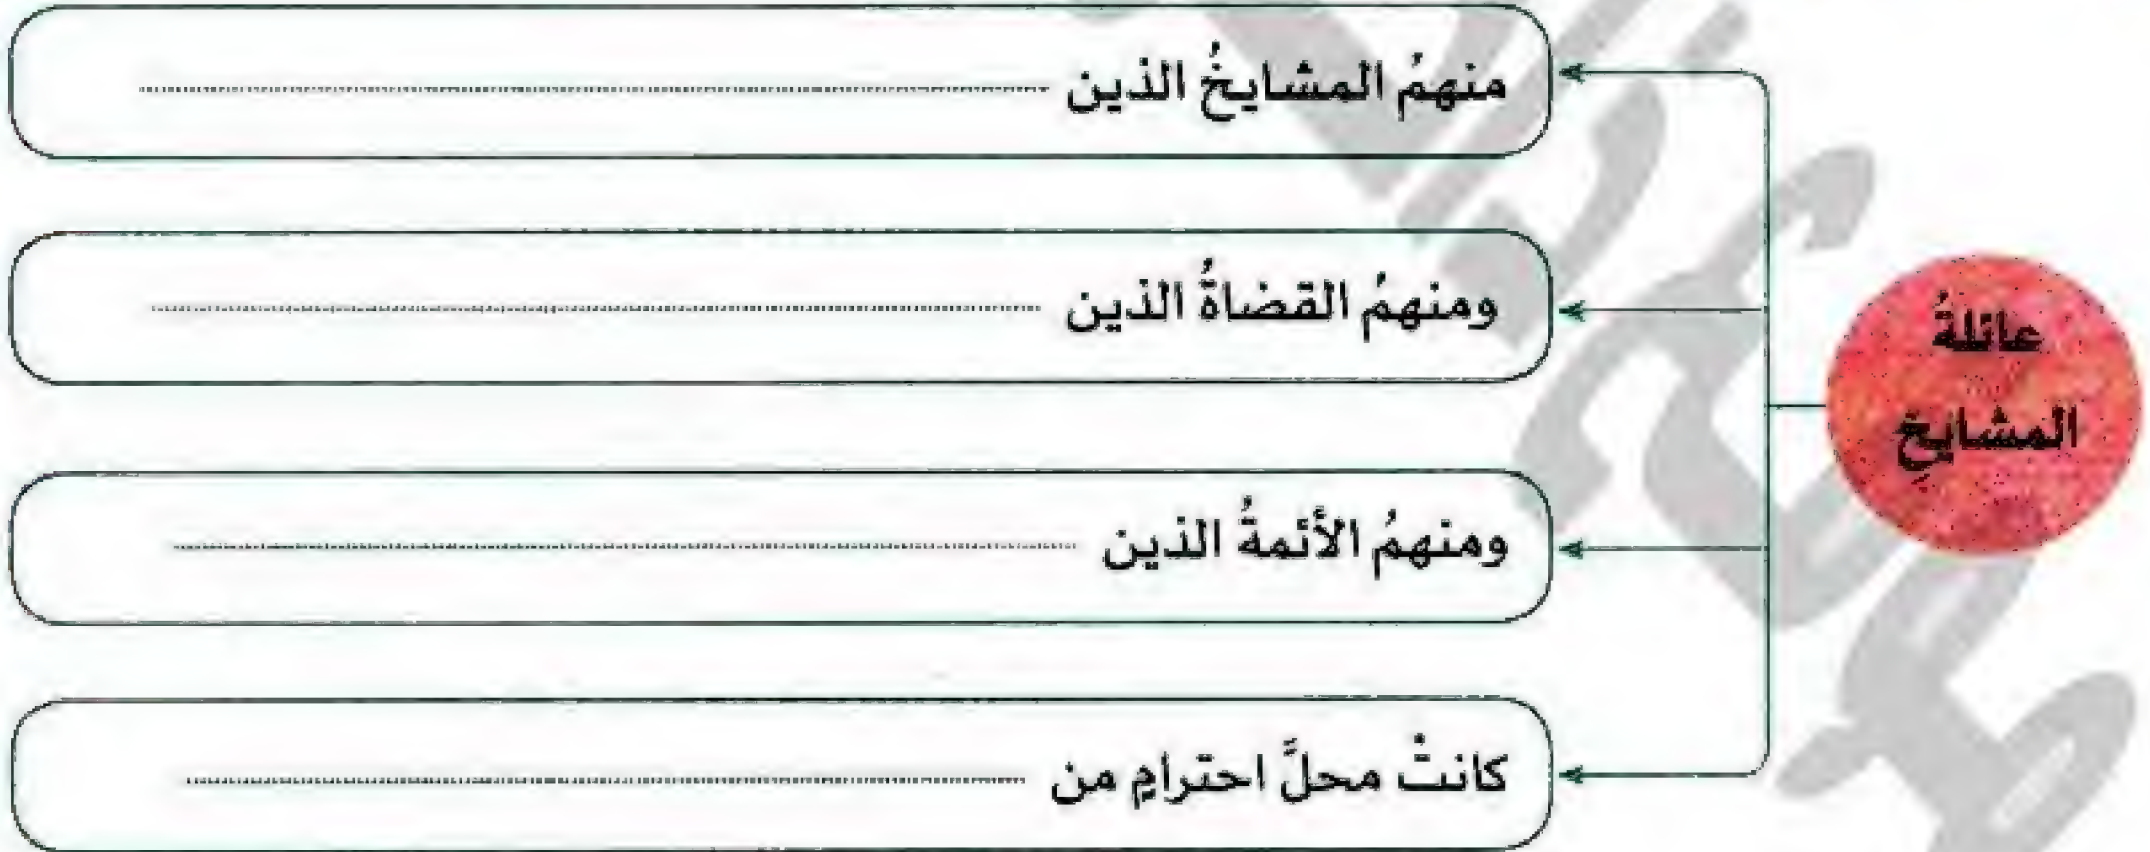 منهمُ المشايخُ الذين
ومنهمُ القضاةُ الذين
عائلةُ
المشايخِ
ومنهمُ الأئمةُ الذين
كانتْ محلَّ احترامٍ من